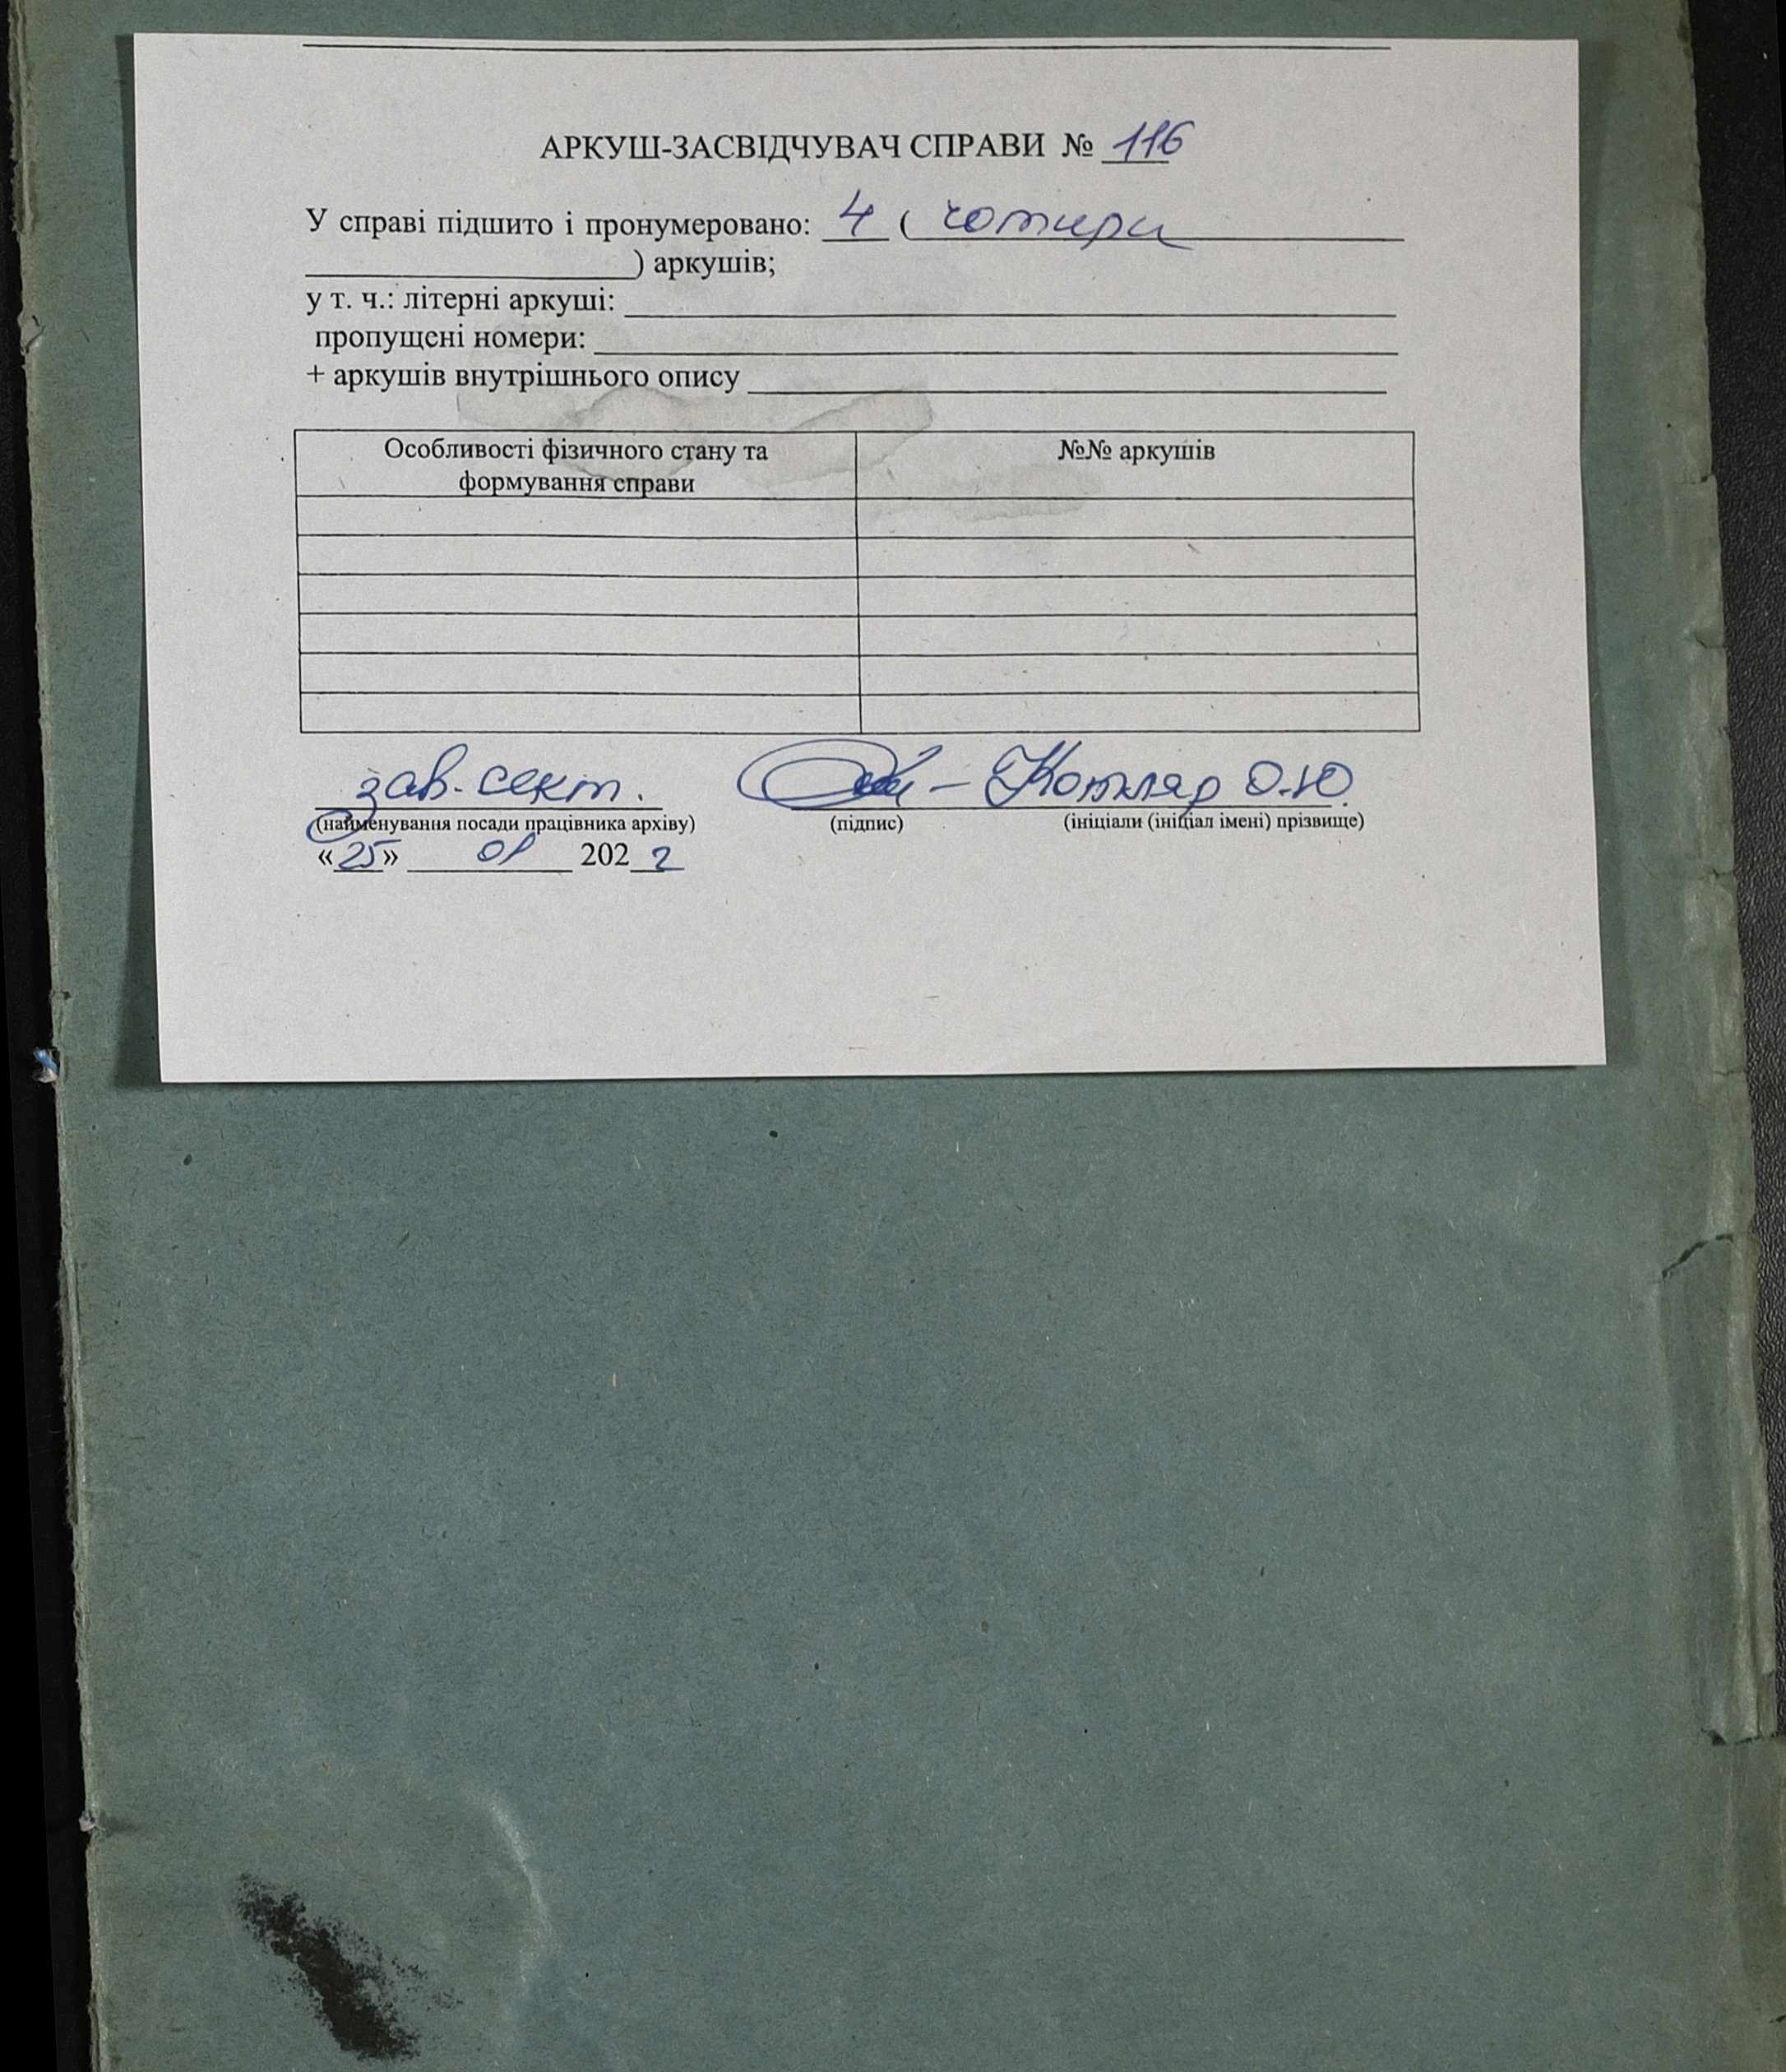 АРКУШ-ЗАСВІДЧУВАЧ СПРАВИ № 116
У справі підшито і пронумеровано: 4 ( чотири
) аркушів;
у т. ч.: літерні аркуші:
пропущені номери:
+ аркушів внутрішнього опису
Особливості фізичного стану та формування справи
№№ аркушів
зав. сект. – Котляр О.Ю.
(найменування посади працівника архіву) (підпис) (ініціали (ініціал імені) прізвище)
«25» 01 2022